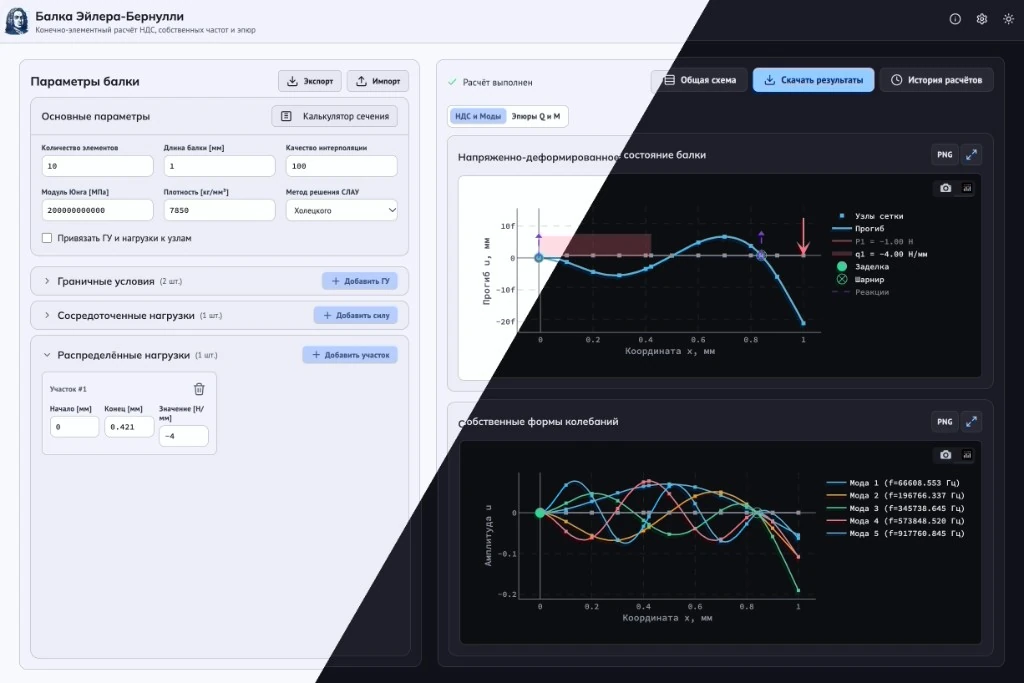 Балка Эйлера-Бернулли
Конечно-элементный расчёт НДС, собственных частот и эпюр
Параметры балки
Экспорт
Импорт
Основные параметры
Калькулятор сечения
Количество элементов
Длина балки [мм]
Качество интерполяции
10
1
100
Модуль Юнга [МПа]
Плотность [кг/мм³]
Метод решения СЛАУ
200000000000
7850
Холецкого
Привязать ГУ и нагрузки к узлам
Граничные условия (2 шт.)
Добавить ГУ
Сосредоточенные нагрузки (1 шт.)
Добавить силу
Распределённые нагрузки (1 шт.)
Добавить участок
Участок #1
Начало [мм]
Конец [мм]
Значение [Н/мм]
0
0.421
-4
Расчёт выполнен
Общая схема
Скачать результаты
История расчётов
НДС и Моды
Эпюры Q и M
Напряженно-деформированное состояние балки
PNG
10f
0
-10f
-20f
Прогиб u, мм
0 0.2 0.4 0.6 0.8 1
Координата x, мм
Узлы сетки
Прогиб
P1 = -1.00 Н
q1 = -4.00 Н/мм
Заделка
Шарнир
Реакции
Собственные формы колебаний
PNG
0
-0.1
-0.2
Амплитуда u
0 0.2 0.4 0.6 0.8 1
Координата x, мм
Мода 1 (f=66608.553 Гц)
Мода 2 (f=196766.337 Гц)
Мода 3 (f=345738.645 Гц)
Мода 4 (f=573848.520 Гц)
Мода 5 (f=917760.845 Гц)